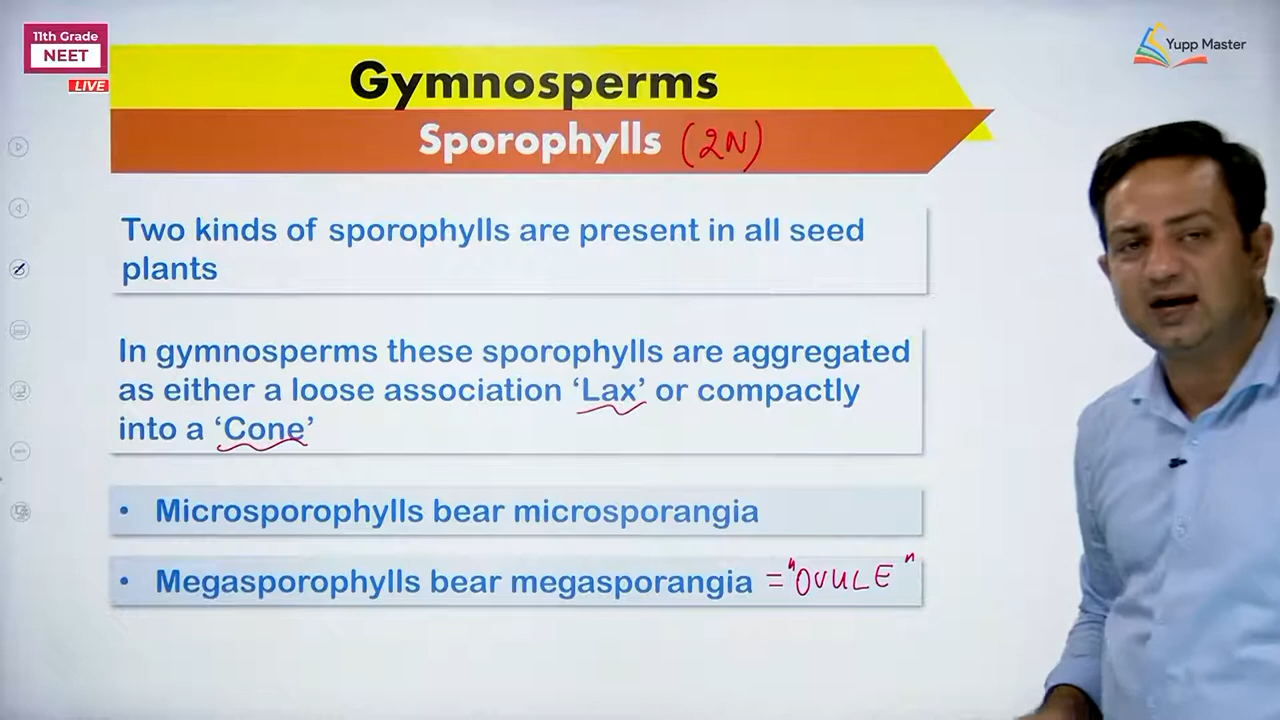 11th Grade
NEET
LIVE
Yupp Master
Gymnosperms
Sporophylls (2N)
Two kinds of sporophylls are present in all seed
plants
In gymnosperms these sporophylls are aggregated
as either a loose association ‘Lax’ or compactly
into a ‘Cone’
• Microsporophylls bear microsporangia
• Megasporophylls bear megasporangia = "OVULE"